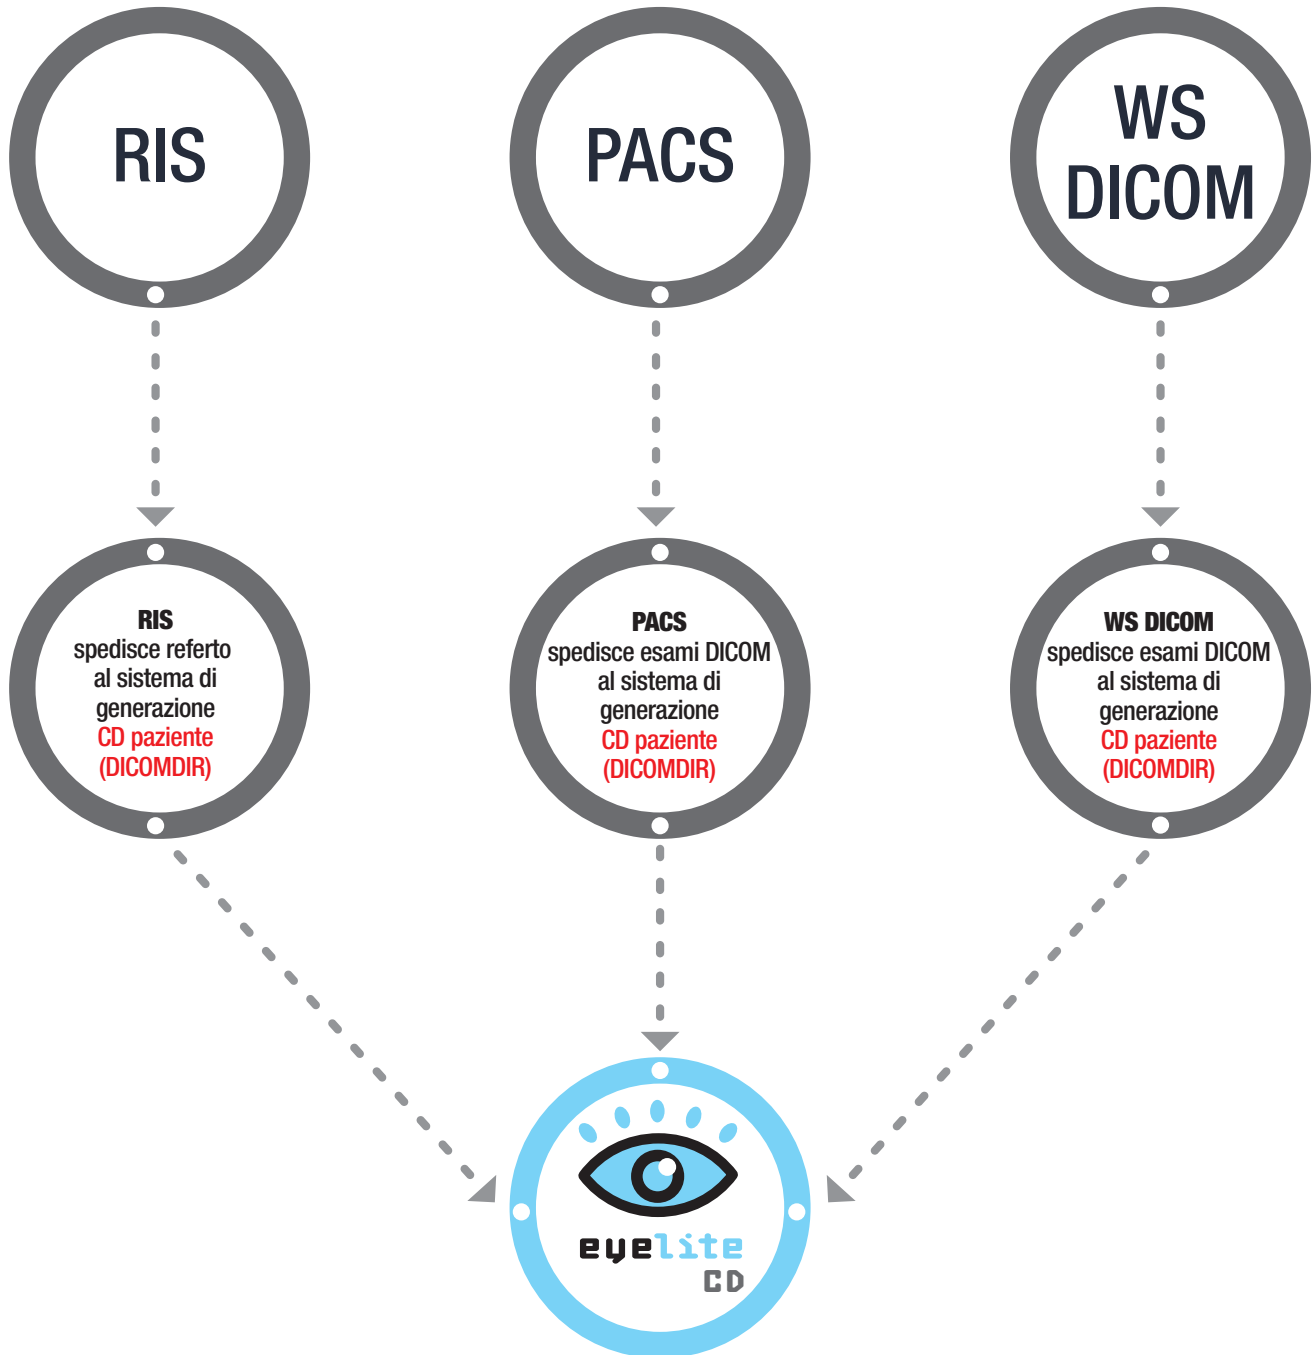 RIS
PACS
WS
DICOM
RIS
spedisce referto
al sistema di
generazione
CD paziente
(DICOMDIR)
PACS
spedisce esami DICOM
al sistema di
generazione
CD paziente
(DICOMDIR)
WS DICOM
spedisce esami DICOM
al sistema di
generazione
CD paziente
(DICOMDIR)
eyelite
CD